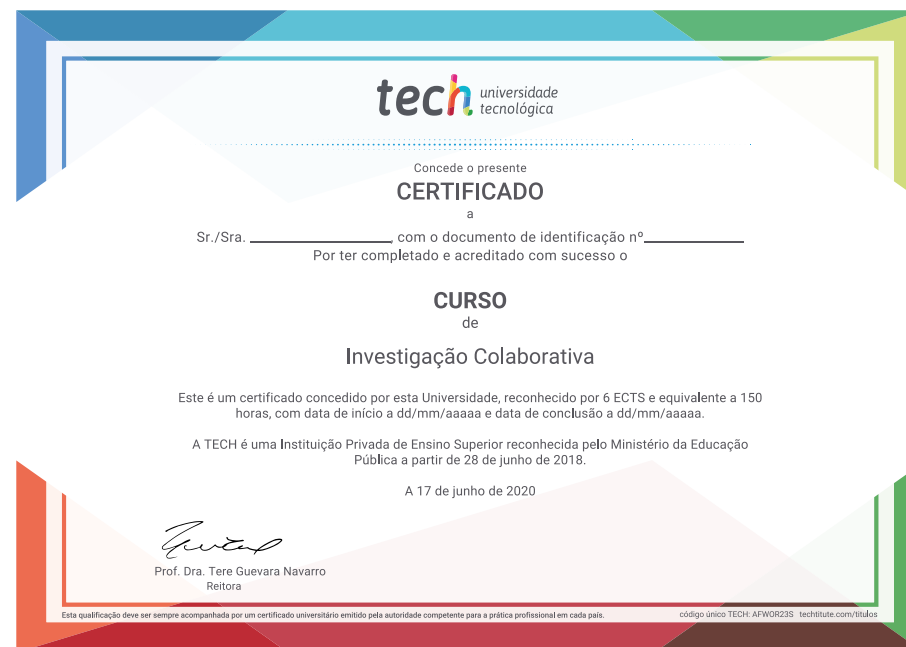 tech universidade
tecnológica
Concede o presente
CERTIFICADO
a
Sr./Sra. , com o documento de identificação nº
Por ter completado e acreditado com sucesso o
CURSO
de
Investigação Colaborativa
Este é um certificado concedido por esta Universidade, reconhecido por 6 ECTS e equivalente a 150
horas, com data de início a dd/mm/aaaaa e data de conclusão a dd/mm/aaaaa.
A TECH é uma Instituição Privada de Ensino Superior reconhecida pelo Ministério da Educação
Pública a partir de 28 de junho de 2018.
A 17 de junho de 2020
Prof. Dra. Tere Guevara Navarro
Reitora
Esta qualificação deve ser sempre acompanhada por um certificado universitário emitido pela autoridade competente para a prática profissional em cada país. código único TECH: AFWOR23S techtitute.com/titulos